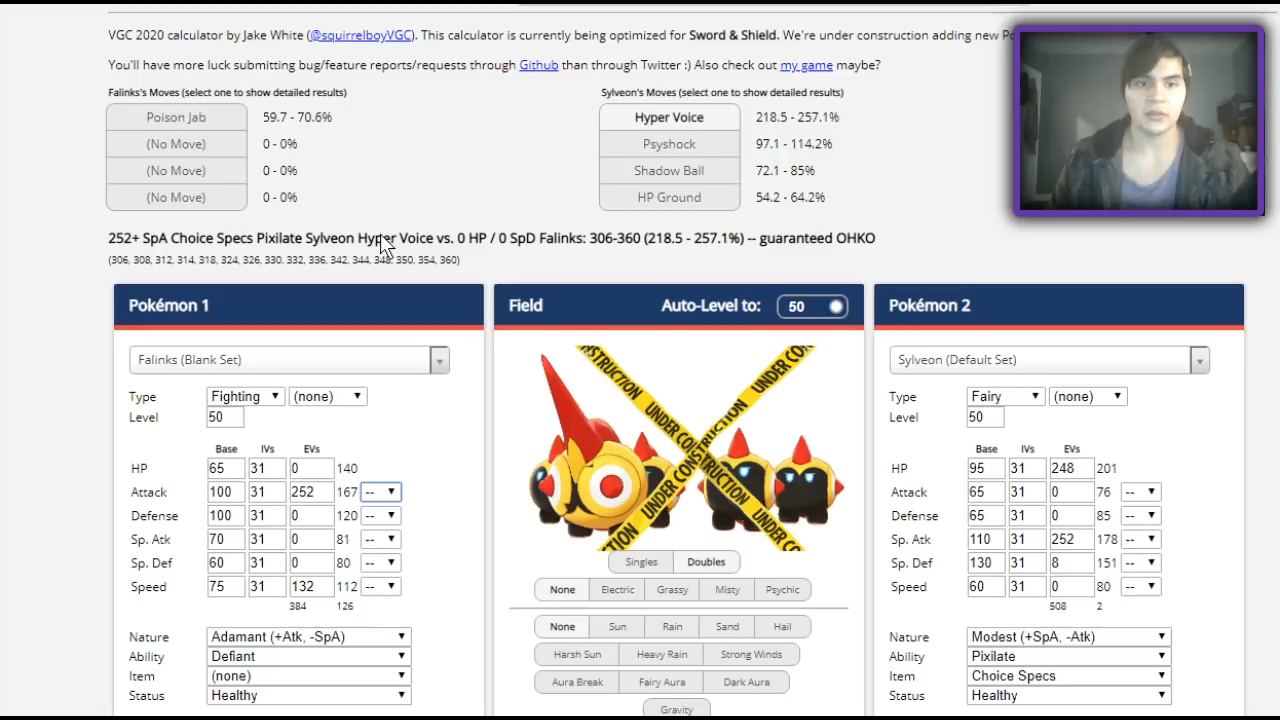 VGC 2020 calculator by Jake White (@squirrelboyVGC). This calculator is currently being optimized for Sword & Shield. We're under construction adding new
You'll have more luck submitting bug/feature reports/requests through Github than through Twitter :) Also check out my game maybe?
Falinks's Moves (select one to show detailed results)
Sylveon's Moves (select one to show detailed results)
Poison Jab 59.7 - 70.6% Hyper Voice 218.5 - 257.1%
(No Move) 0 - 0% Psyshock 97.1 - 114.2%
(No Move) 0 - 0% Shadow Ball 72.1 - 85%
(No Move) 0 - 0% HP Ground 54.2 - 64.2%
252+ SpA Choice Specs Pixilate Sylveon Hyper Voice vs. 0 HP / 0 SpD Falinks: 306-360 (218.5 - 257.1%) -- guaranteed OHKO
(306, 308, 312, 314, 318, 324, 326, 330, 332, 336, 342, 344, 348, 350, 354, 360)
Pokémon 1
Falinks (Blank Set)
Type Fighting (none)
Level 50
Base IVs EVs
HP 65 31 0 140
Attack 100 31 252 167 --
Defense 100 31 0 120 --
Sp. Atk 70 31 0 81 --
Sp. Def 60 31 0 80 --
Speed 75 31 132 112 --
384 126
Nature Adamant (+Atk, -SpA)
Ability Defiant
Item (none)
Status Healthy
Field Auto-Level to: 50
CONSTRUCTION UNDER CONSTRUCTION
UNDER CONSTRUCTION UNDER CO
Singles Doubles
None Electric Grassy Misty Psychic
None Sun Rain Sand Hail
Harsh Sun Heavy Rain Strong Winds
Aura Break Fairy Aura Dark Aura
Gravity
Pokémon 2
Sylveon (Default Set)
Type Fairy (none)
Level 50
Base IVs EVs
HP 95 31 248 201
Attack 65 31 0 76 --
Defense 65 31 0 85 --
Sp. Atk 110 31 252 178 --
Sp. Def 130 31 8 151 --
Speed 60 31 0 80 --
508 2
Nature Modest (+SpA, -Atk)
Ability Pixilate
Item Choice Specs
Status Healthy